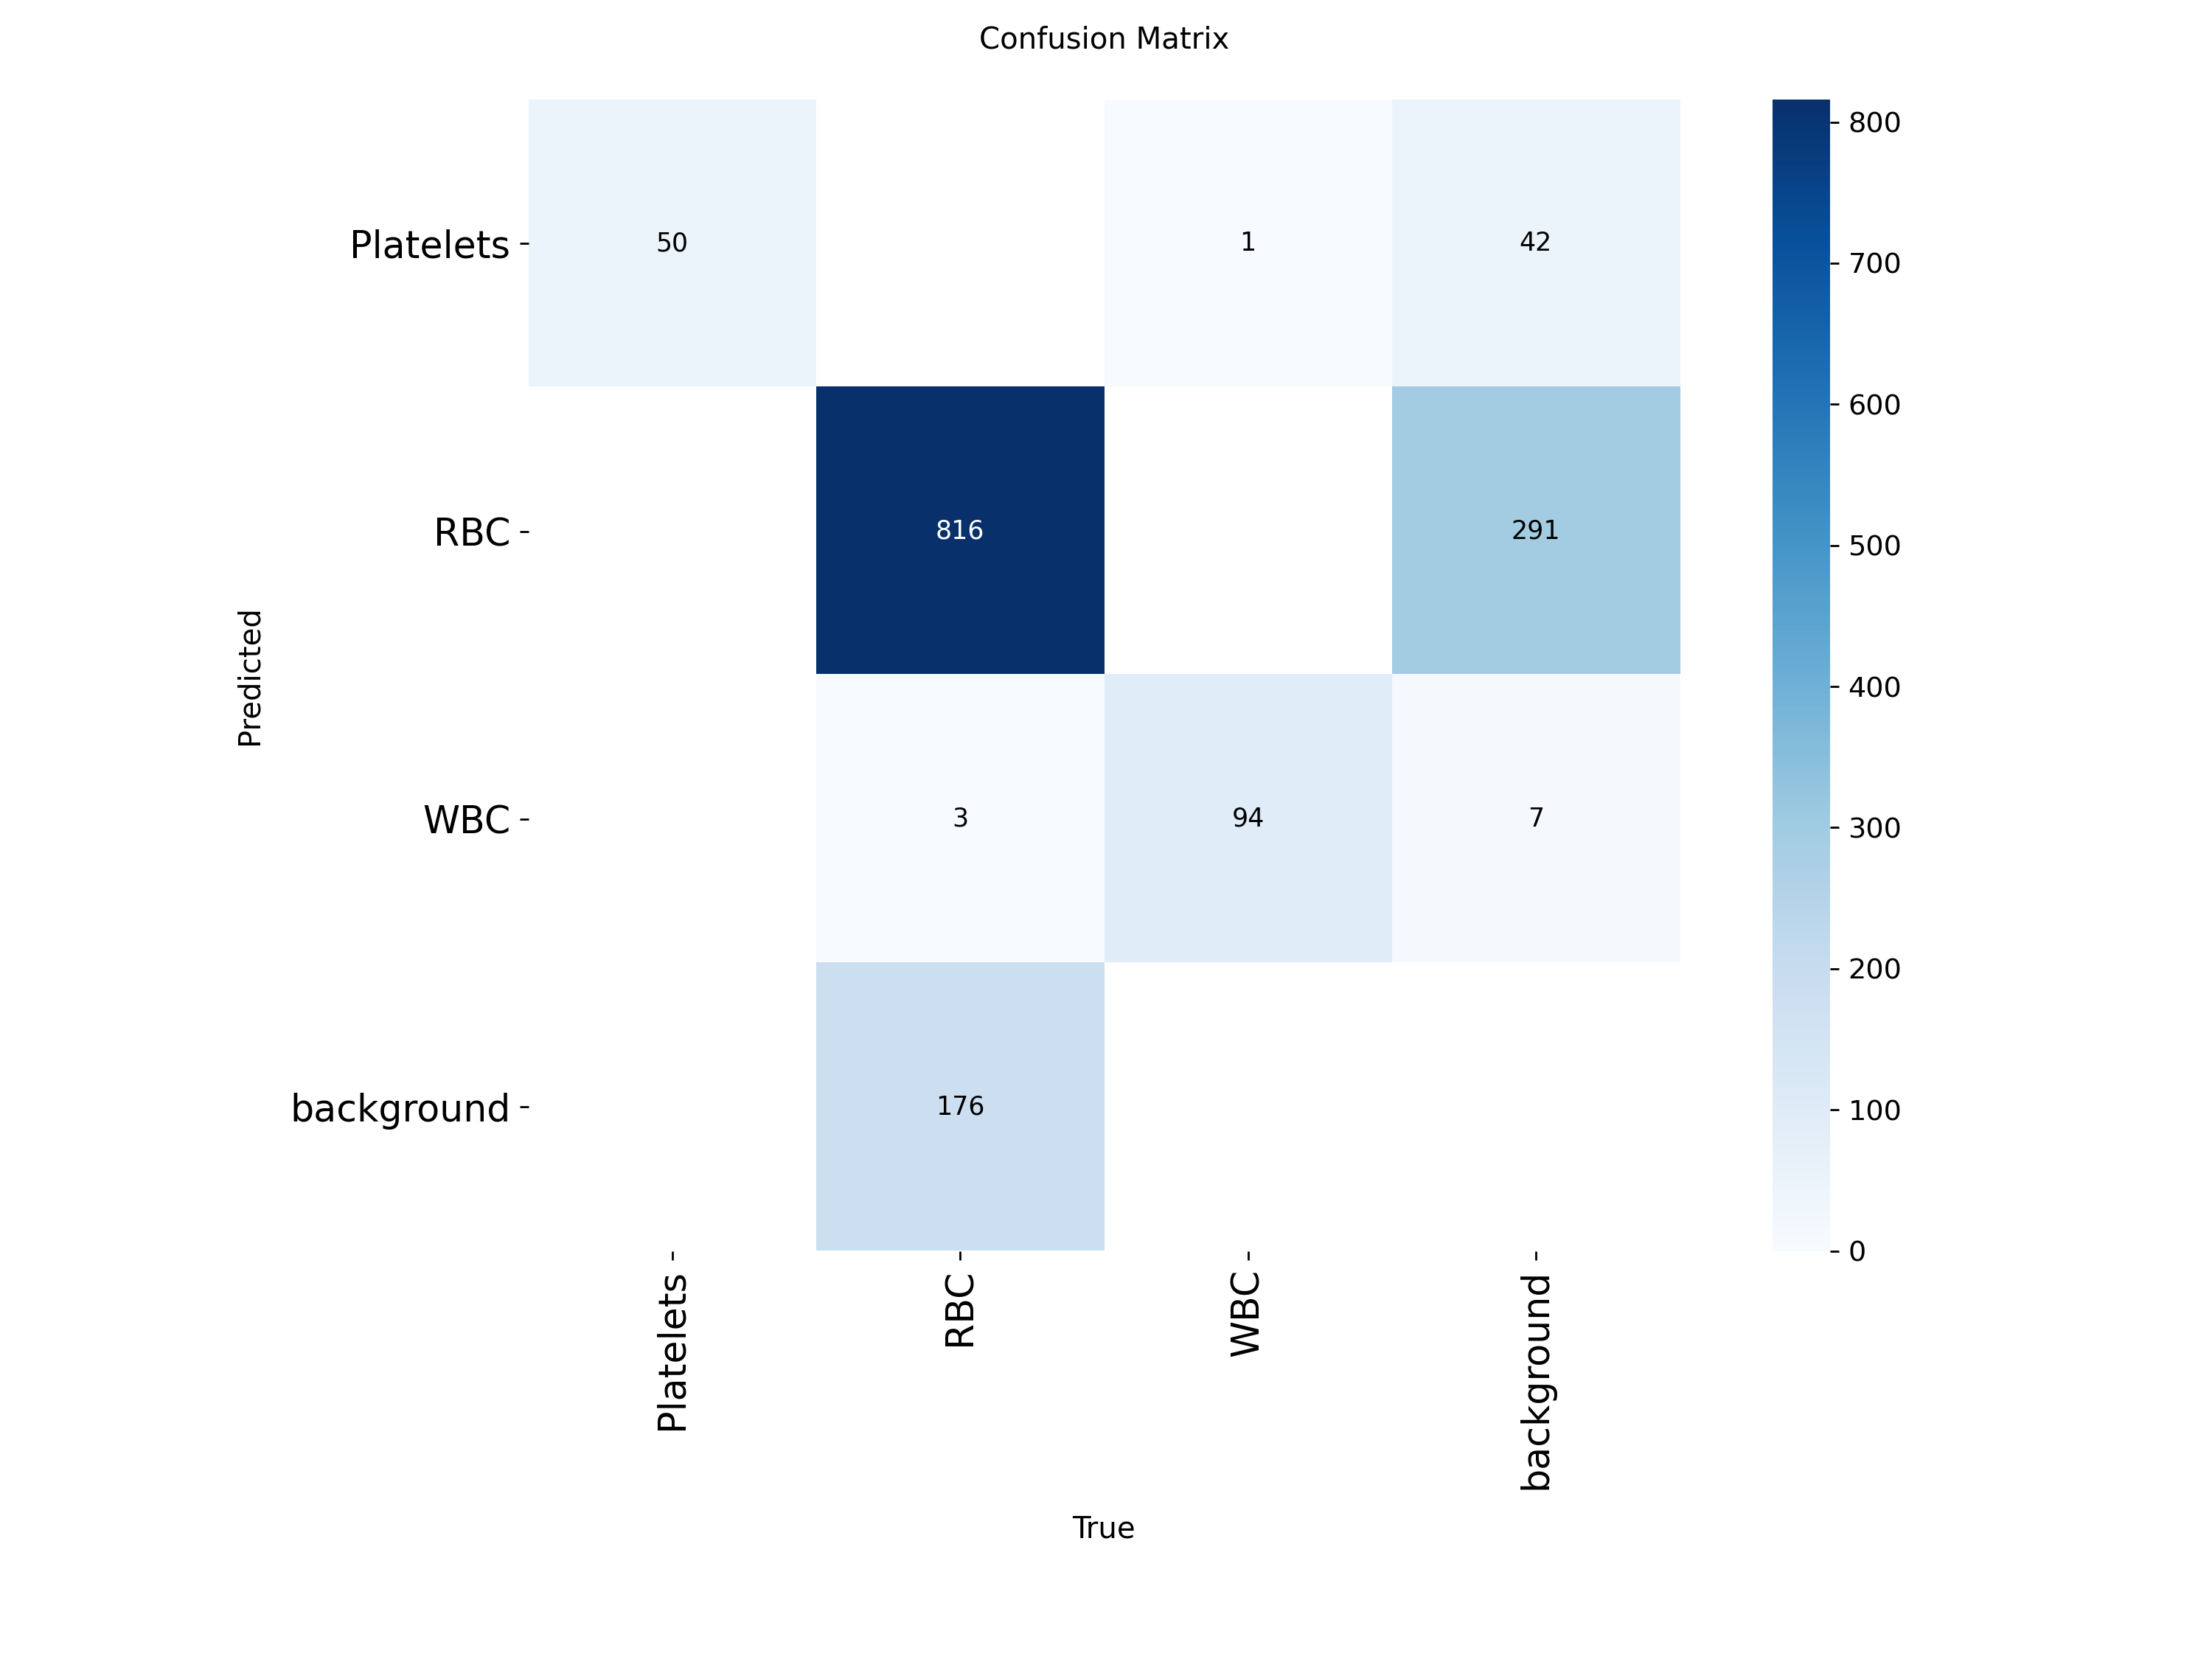 Confusion Matrix
Platelets
50
1
42
800
700
600
RBC
816
291
500
Predicted
400
300
WBC
3
94
7
200
100
background
176
0
Platelets
RBC
WBC
background
True